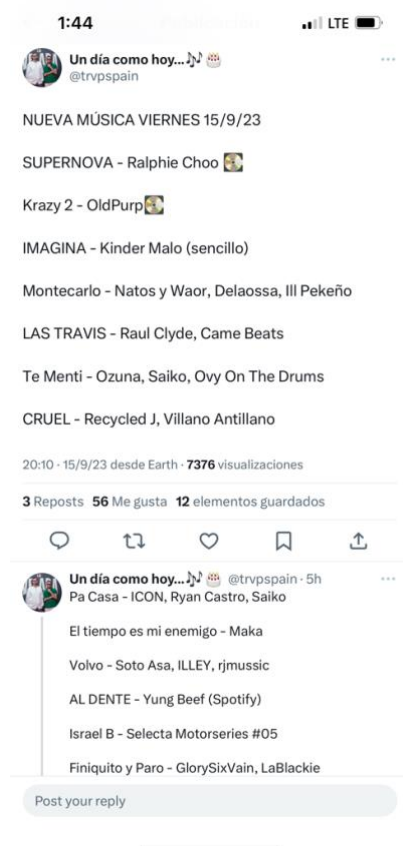 1:44
LTE
Un día como hoy...🎶 🎂
@trvpspain
NUEVA MÚSICA VIERNES 15/9/23
SUPERNOVA - Ralphie Choo 📀
Krazy 2 - OldPurp📀
IMAGINA - Kinder Malo (sencillo)
Montecarlo - Natos y Waor, Delaossa, Ill Pekeño
LAS TRAVIS - Raul Clyde, Came Beats
Te Menti - Ozuna, Saiko, Ovy On The Drums
CRUEL - Recycled J, Villano Antillano
20:10 · 15/9/23 desde Earth · 7376 visualizaciones
3 Reposts 56 Me gusta 12 elementos guardados
Un día como hoy...🎶 🎂 @trvpspain · 5h
Pa Casa - ICON, Ryan Castro, Saiko
El tiempo es mi enemigo - Maka
Volvo - Soto Asa, ILLEY, rjmussic
AL DENTE - Yung Beef (Spotify)
Israel B - Selecta Motorseries #05
Finiquito y Paro - GlorySixVain, LaBlackie
Post your reply